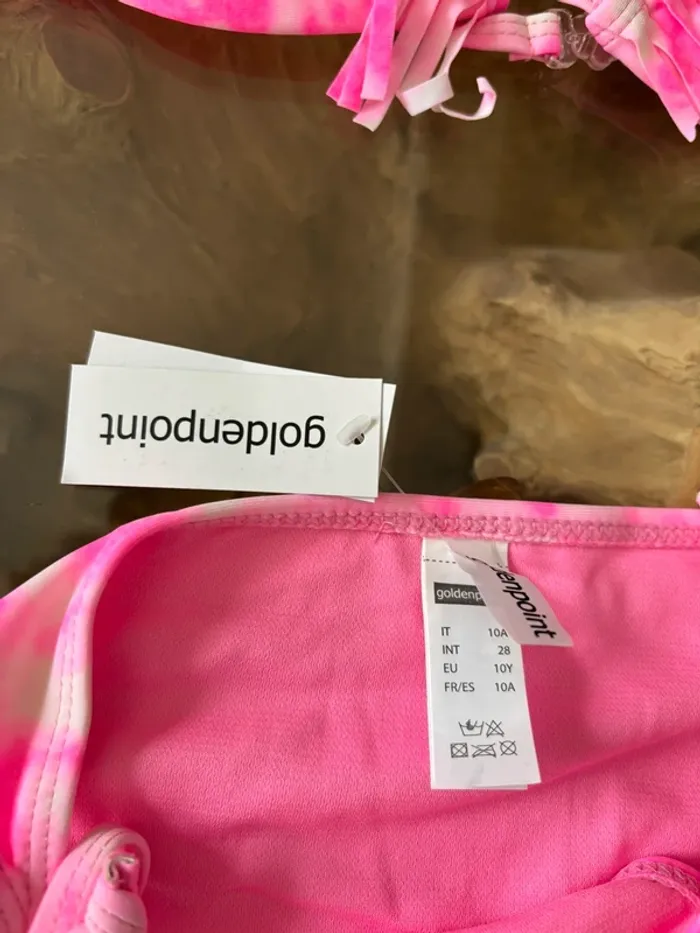 goldenpoint
goldenp
enpoint
IT 10A
INT 28
EU 10Y
FR/ES 10A